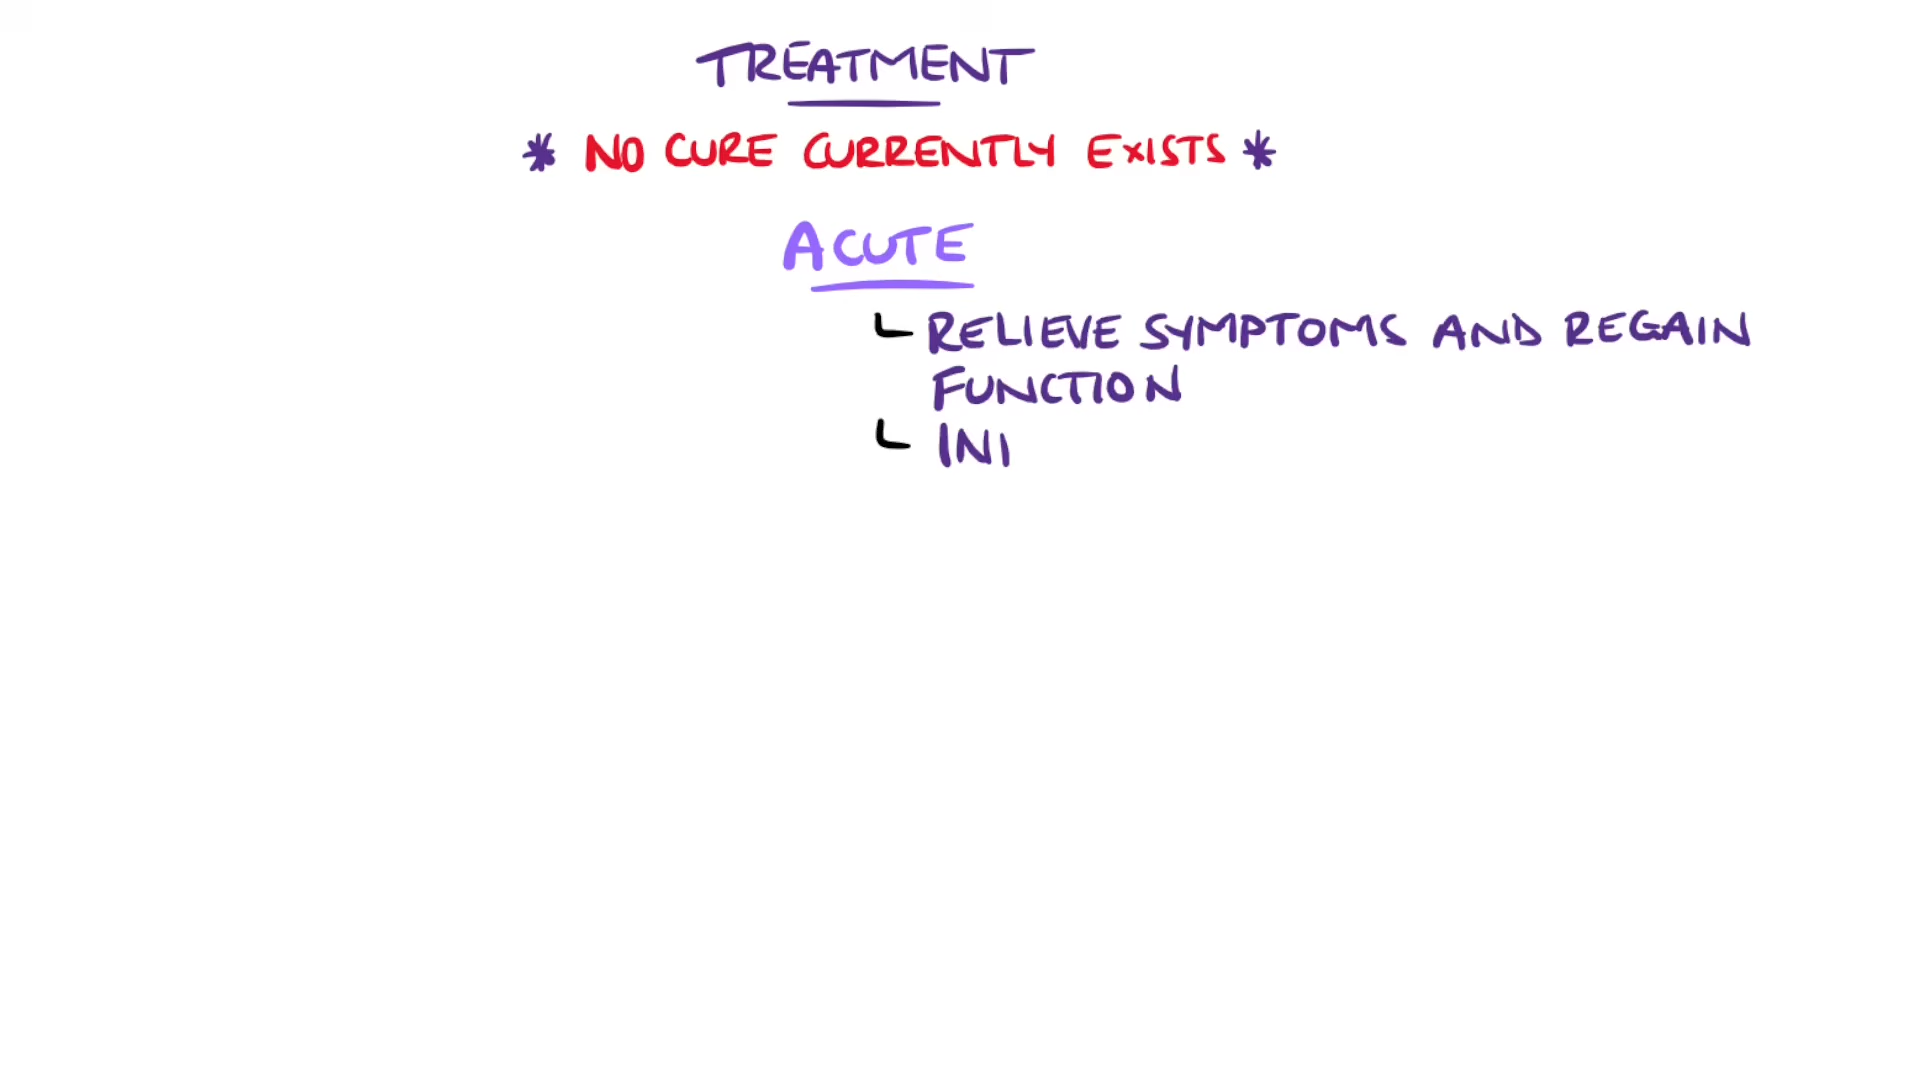 TREATMENT
* NO CURE CURRENTLY EXISTS *
ACUTE
RELIEVE SYMPTOMS AND REGAIN
FUNCTION
INI